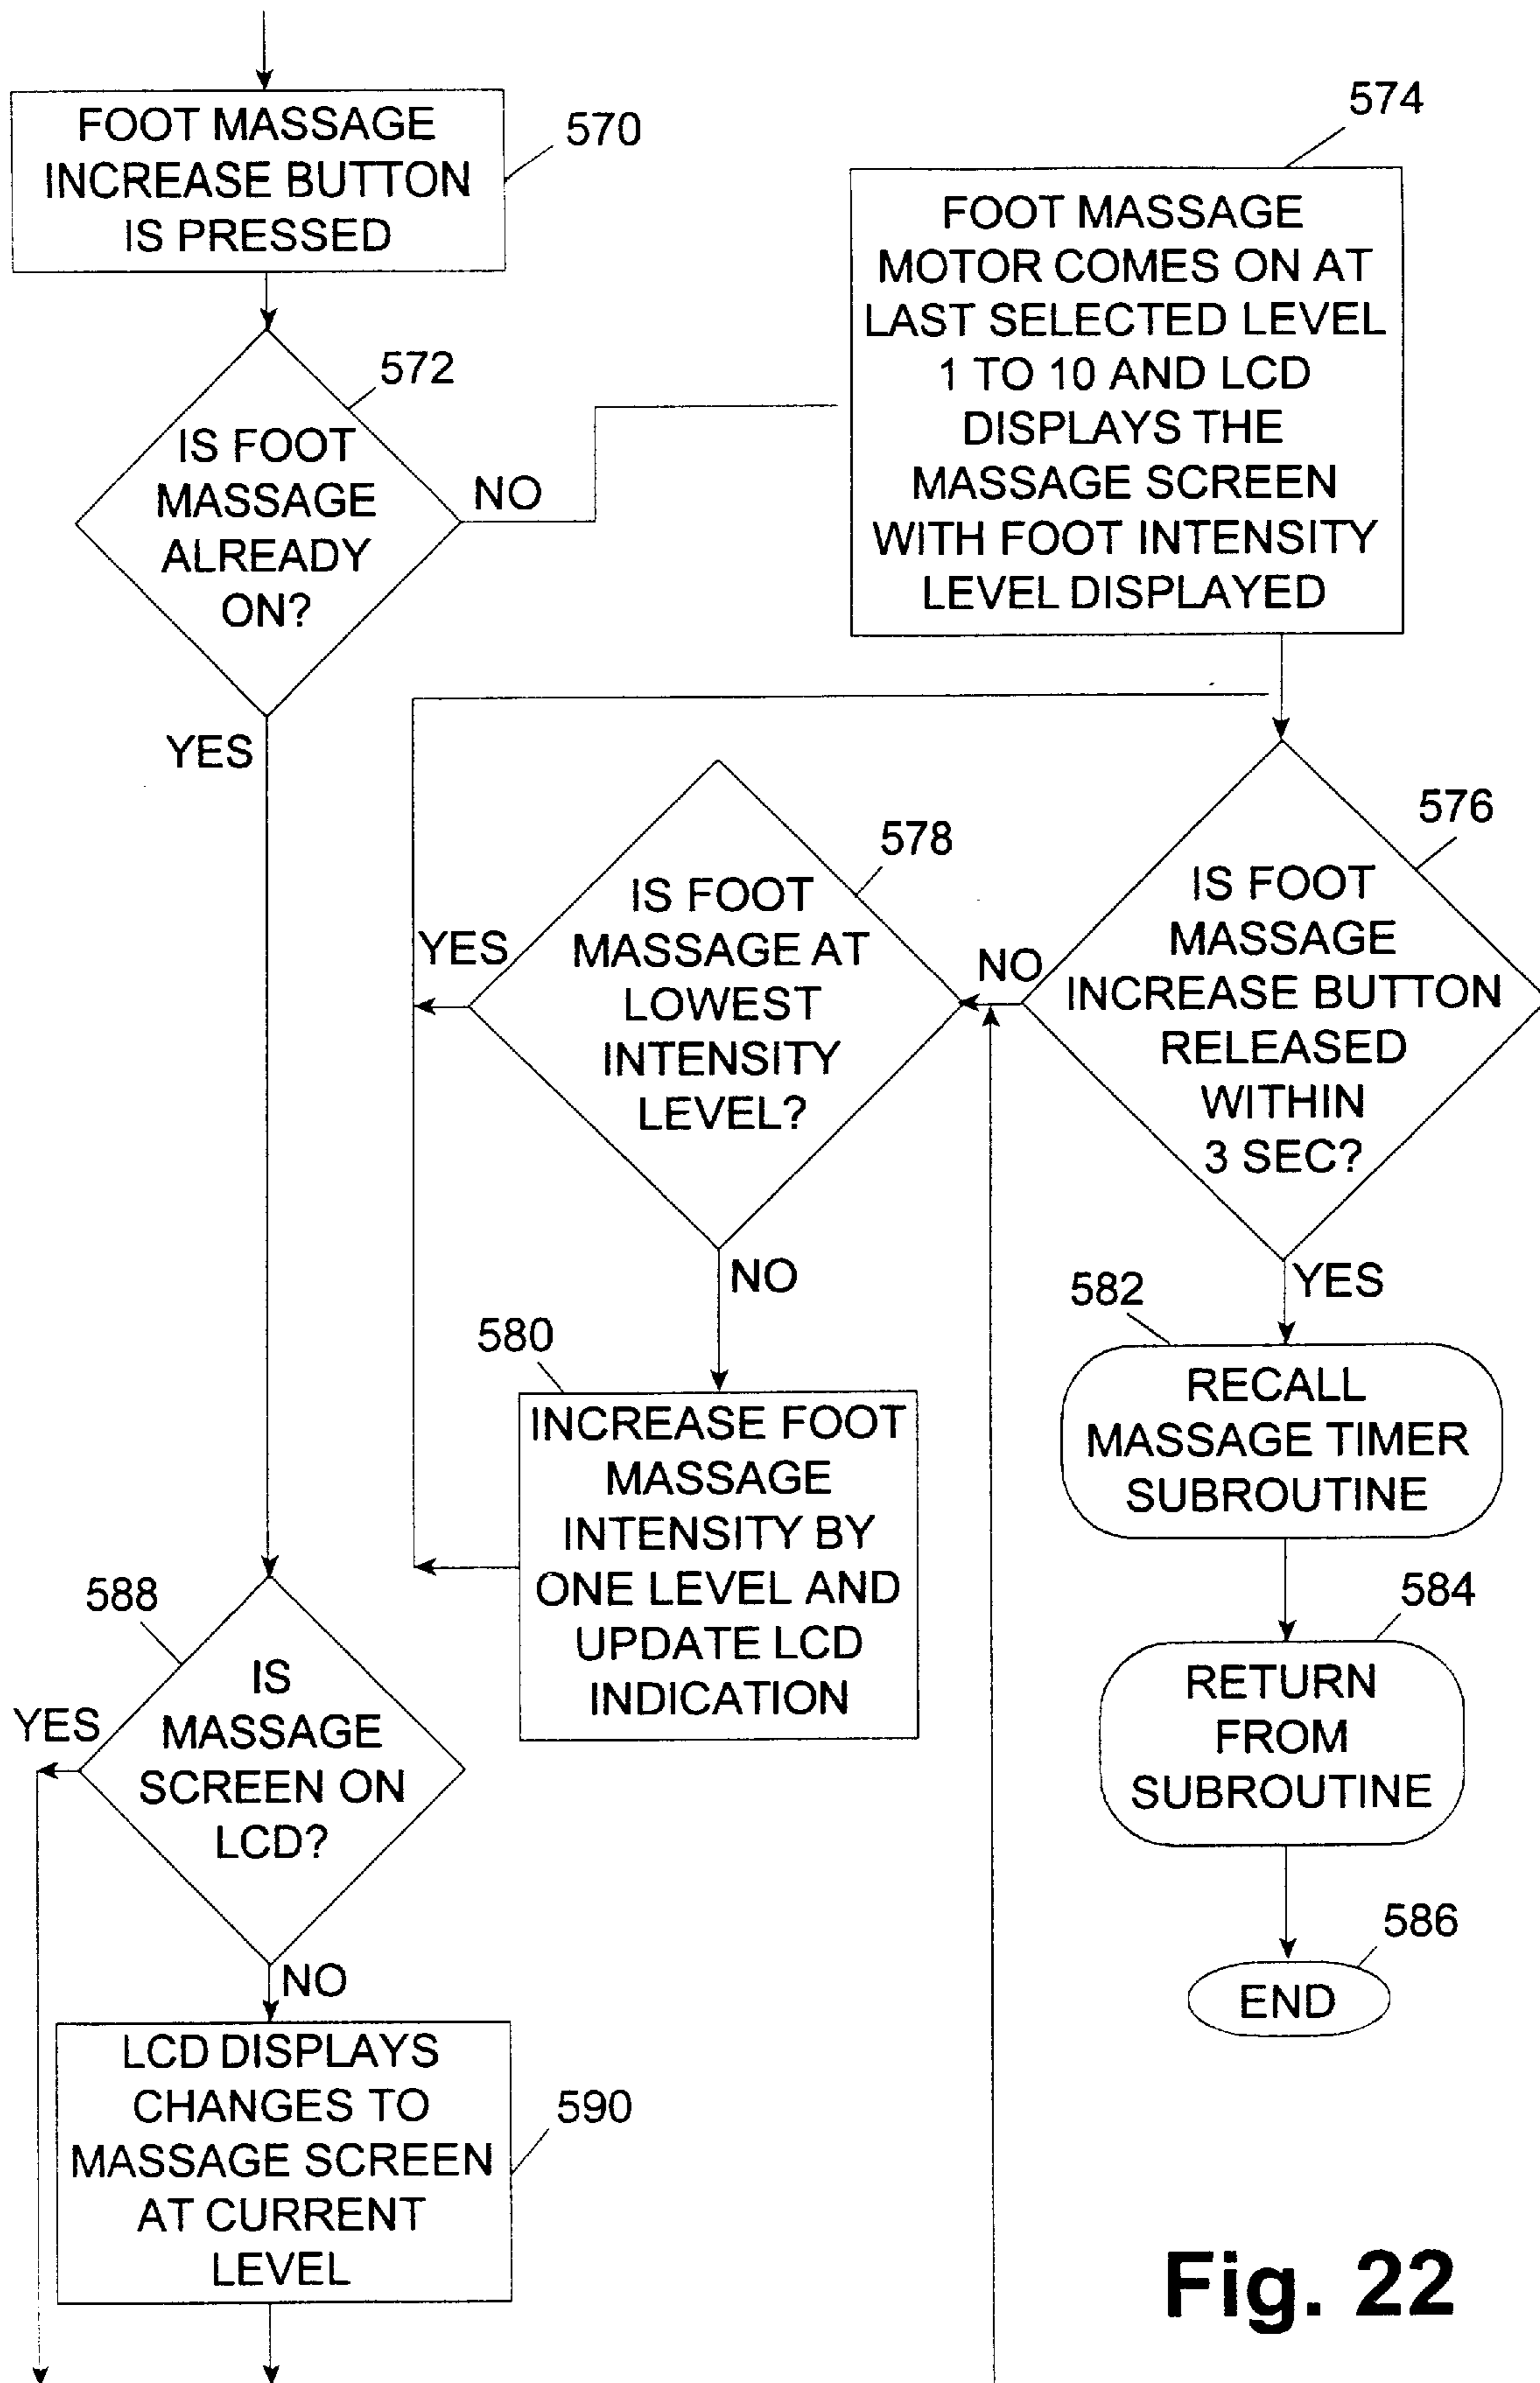 FOOT MASSAGE
INCREASE BUTTON
IS PRESSED
570
572
IS FOOT
MASSAGE
ALREADY
ON?
NO
YES
574
FOOT MASSAGE
MOTOR COMES ON AT
LAST SELECTED LEVEL
1 TO 10 AND LCD
DISPLAYS THE
MASSAGE SCREEN
WITH FOOT INTENSITY
LEVEL DISPLAYED
576
IS FOOT
MASSAGE
INCREASE BUTTON
RELEASED
WITHIN
3 SEC?
NO
YES
578
IS FOOT
MASSAGE AT
LOWEST
INTENSITY
LEVEL?
YES
NO
580
INCREASE FOOT
MASSAGE
INTENSITY BY
ONE LEVEL AND
UPDATE LCD
INDICATION
582
RECALL
MASSAGE TIMER
SUBROUTINE
584
RETURN
FROM
SUBROUTINE
586
END
588
IS
MASSAGE
SCREEN ON
LCD?
YES
NO
LCD DISPLAYS
CHANGES TO
MASSAGE SCREEN
AT CURRENT
LEVEL
590
Fig. 22